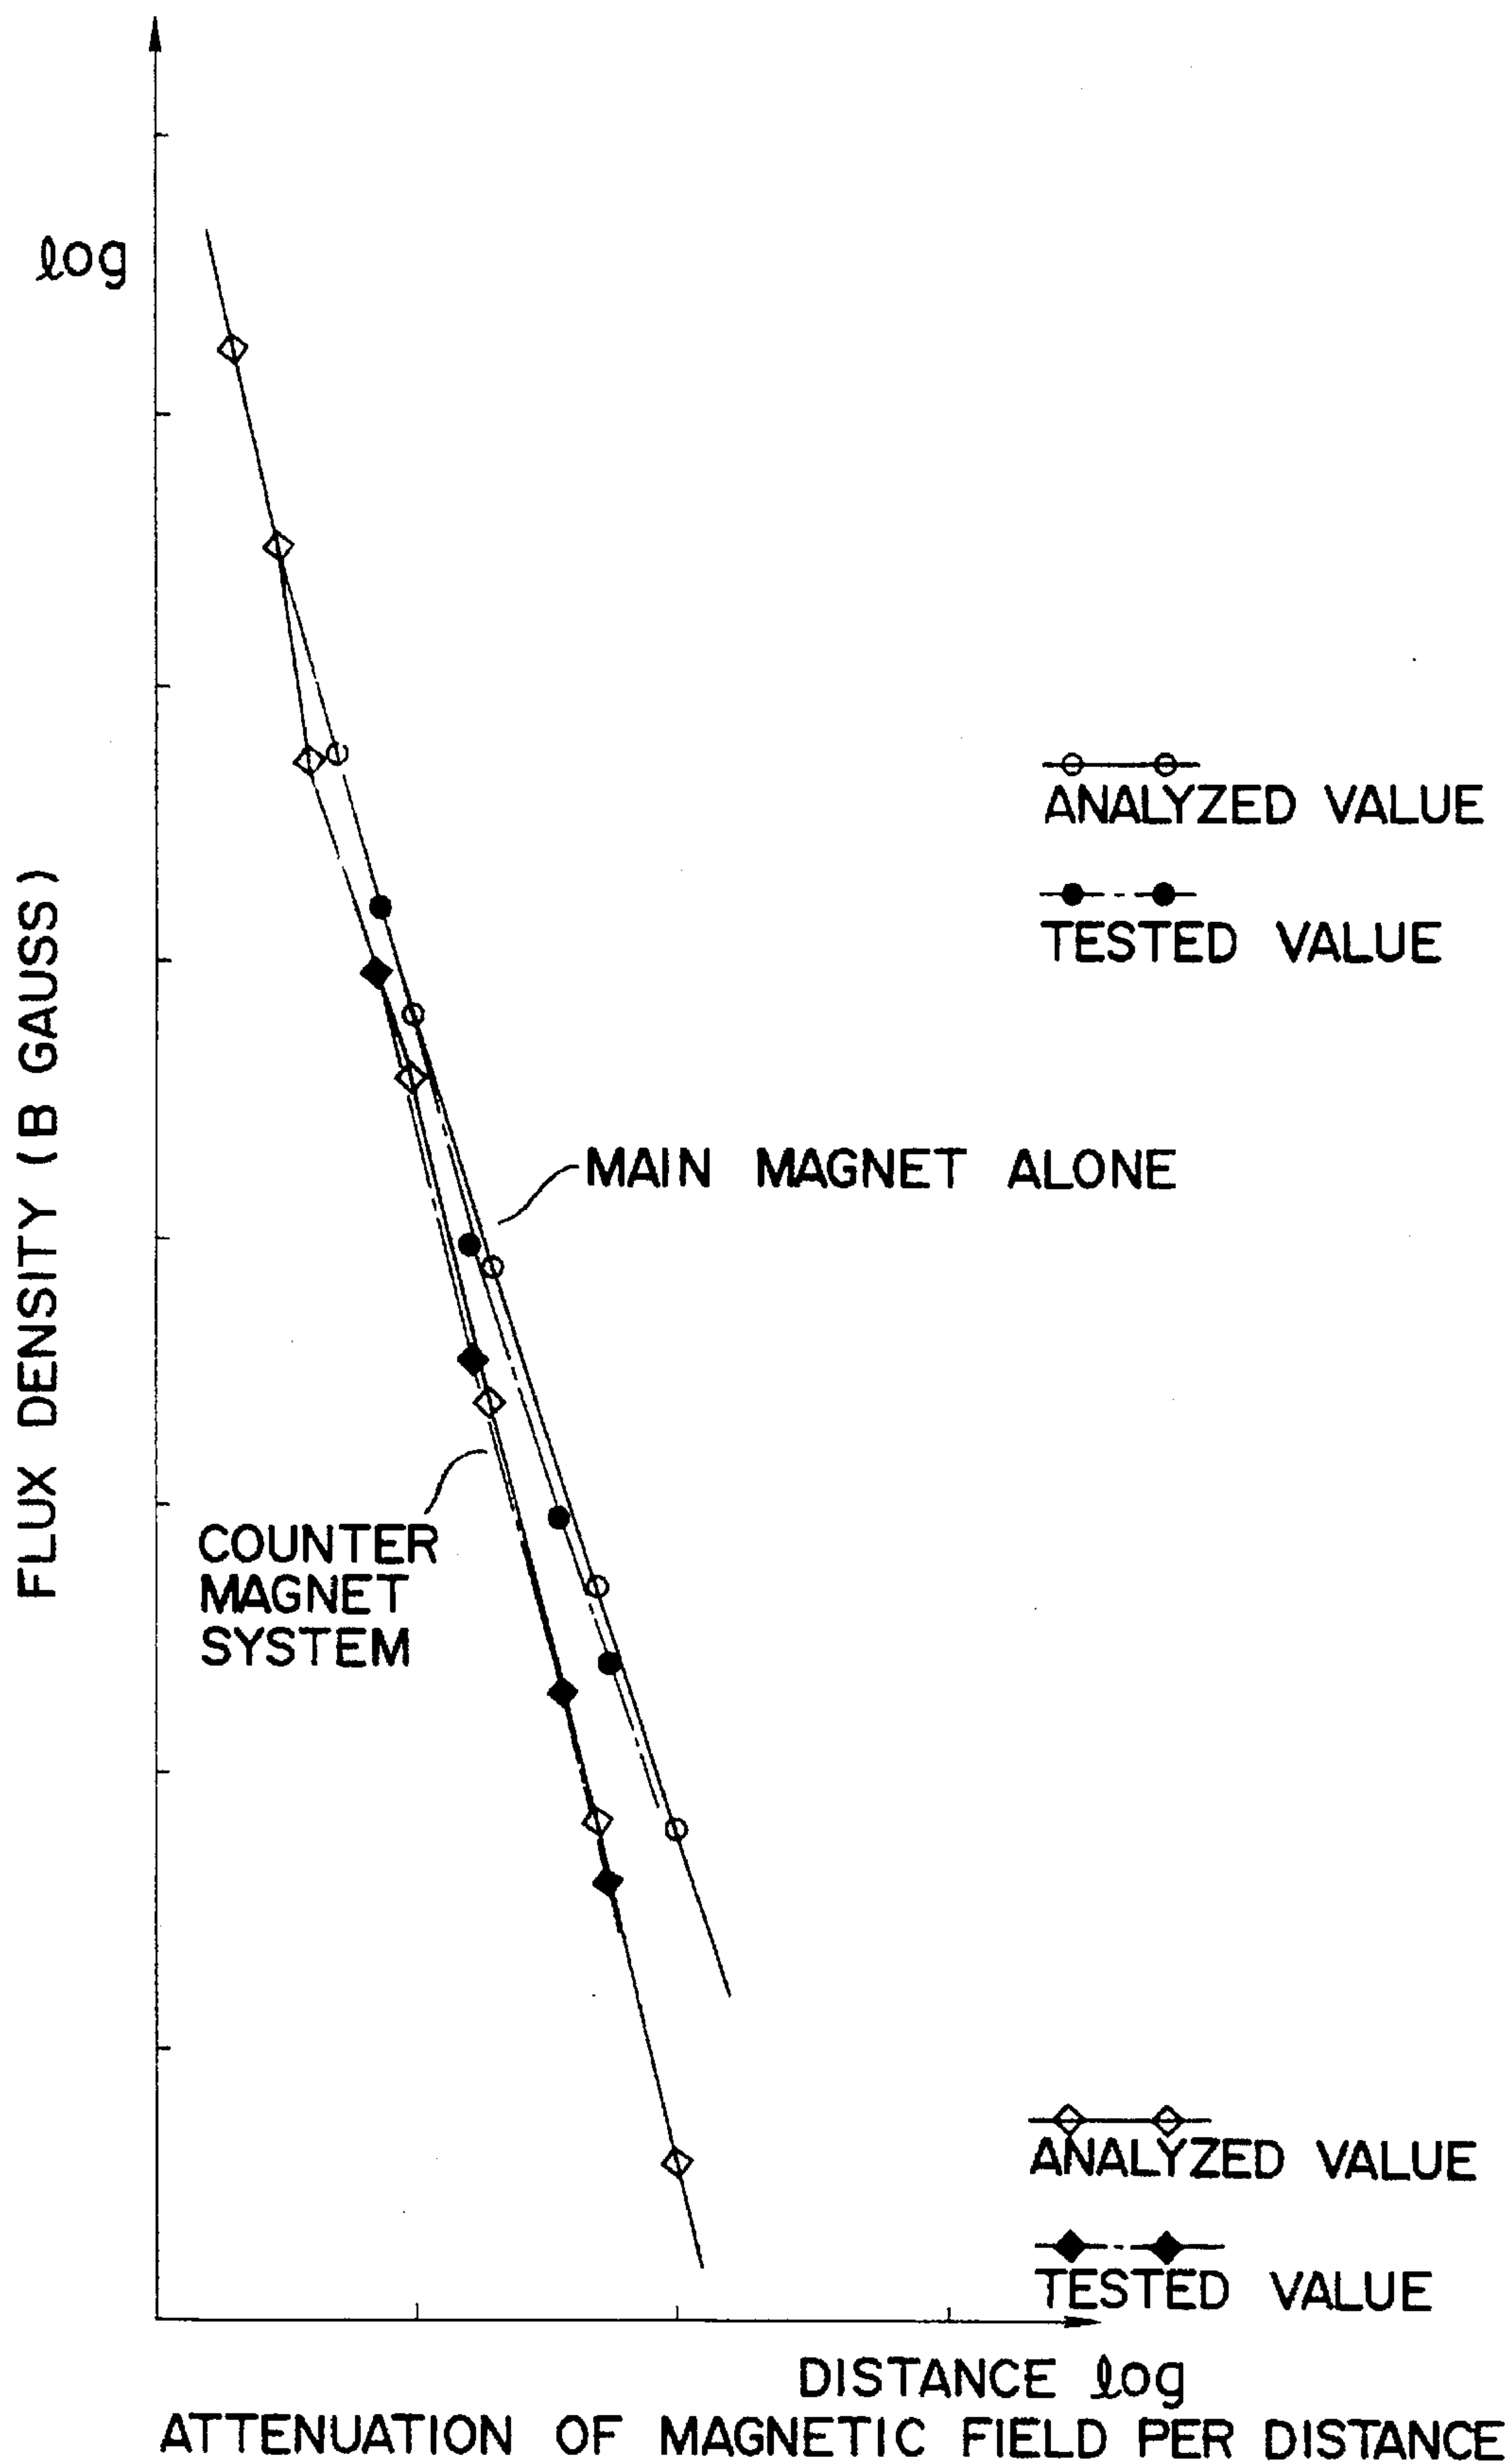 log
FLUX DENSITY (B GAUSS)
ANALYZED VALUE
TESTED VALUE
MAIN MAGNET ALONE
COUNTER
MAGNET
SYSTEM
ANALYZED VALUE
TESTED VALUE
DISTANCE log
ATTENUATION OF MAGNETIC FIELD PER DISTANCE